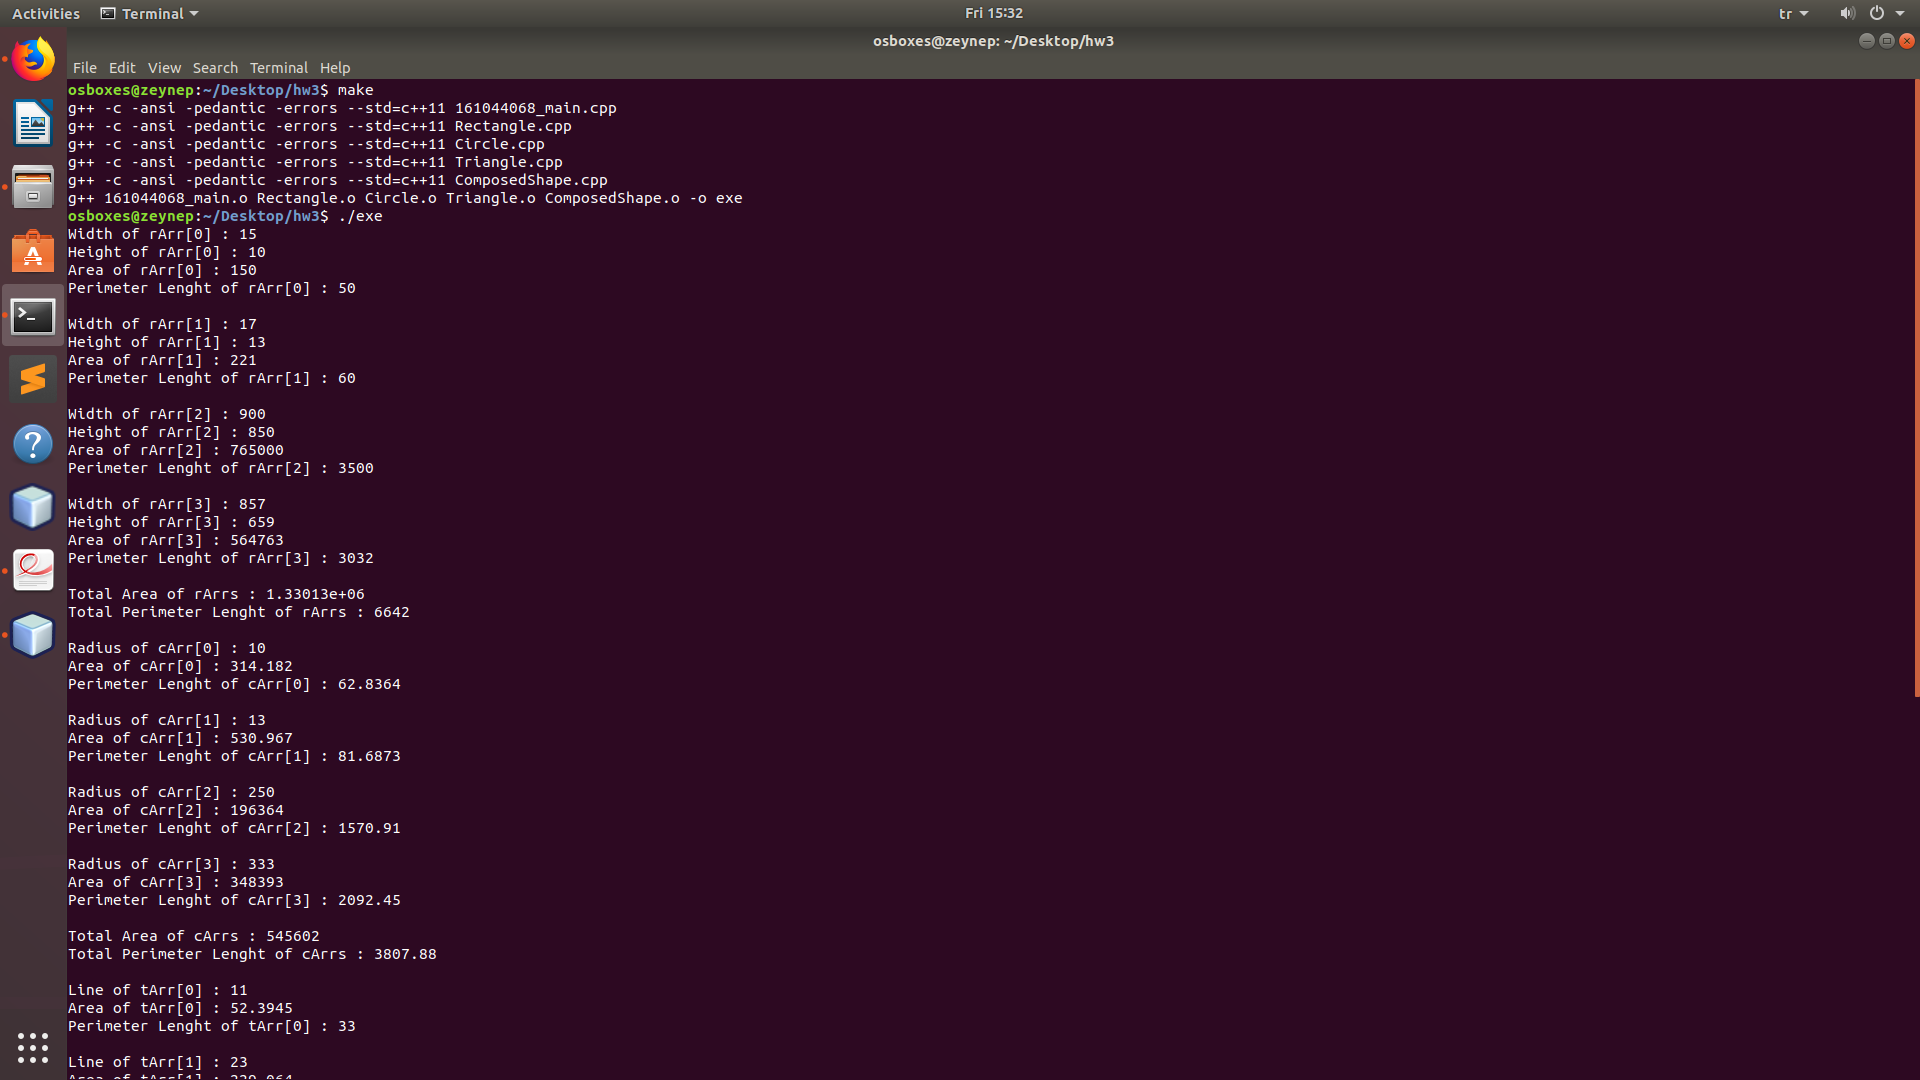 Activities Terminal Fri 15:32 tr
osboxes@zeynep: ~/Desktop/hw3
File Edit View Search Terminal Help
osboxes@zeynep:~/Desktop/hw3$ make
g++ -c -ansi -pedantic -errors --std=c++11 161044068_main.cpp
g++ -c -ansi -pedantic -errors --std=c++11 Rectangle.cpp
g++ -c -ansi -pedantic -errors --std=c++11 Circle.cpp
g++ -c -ansi -pedantic -errors --std=c++11 Triangle.cpp
g++ -c -ansi -pedantic -errors --std=c++11 ComposedShape.cpp
g++ 161044068_main.o Rectangle.o Circle.o Triangle.o ComposedShape.o -o exe
osboxes@zeynep:~/Desktop/hw3$ ./exe
Width of rArr[0] : 15
Height of rArr[0] : 10
Area of rArr[0] : 150
Perimeter Lenght of rArr[0] : 50
Width of rArr[1] : 17
Height of rArr[1] : 13
Area of rArr[1] : 221
Perimeter Lenght of rArr[1] : 60
Width of rArr[2] : 900
Height of rArr[2] : 850
Area of rArr[2] : 765000
Perimeter Lenght of rArr[2] : 3500
Width of rArr[3] : 857
Height of rArr[3] : 659
Area of rArr[3] : 564763
Perimeter Lenght of rArr[3] : 3032
Total Area of rArrs : 1.33013e+06
Total Perimeter Lenght of rArrs : 6642
Radius of cArr[0] : 10
Area of cArr[0] : 314.182
Perimeter Lenght of cArr[0] : 62.8364
Radius of cArr[1] : 13
Area of cArr[1] : 530.967
Perimeter Lenght of cArr[1] : 81.6873
Radius of cArr[2] : 250
Area of cArr[2] : 196364
Perimeter Lenght of cArr[2] : 1570.91
Radius of cArr[3] : 333
Area of cArr[3] : 348393
Perimeter Lenght of cArr[3] : 2092.45
Total Area of cArrs : 545602
Total Perimeter Lenght of cArrs : 3807.88
Line of tArr[0] : 11
Area of tArr[0] : 52.3945
Perimeter Lenght of tArr[0] : 33
Line of tArr[1] : 23
Area of tArr[1] :